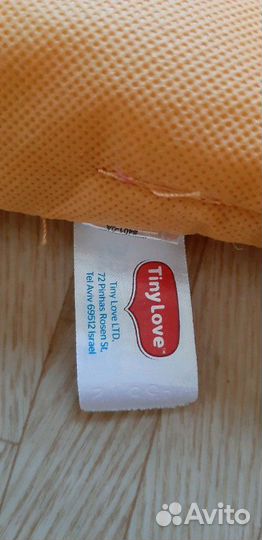 Tiny Love
Tiny Love LTD.
72 Pinhas Rosen St.
Tel Aviv 69512 Israel
Avito